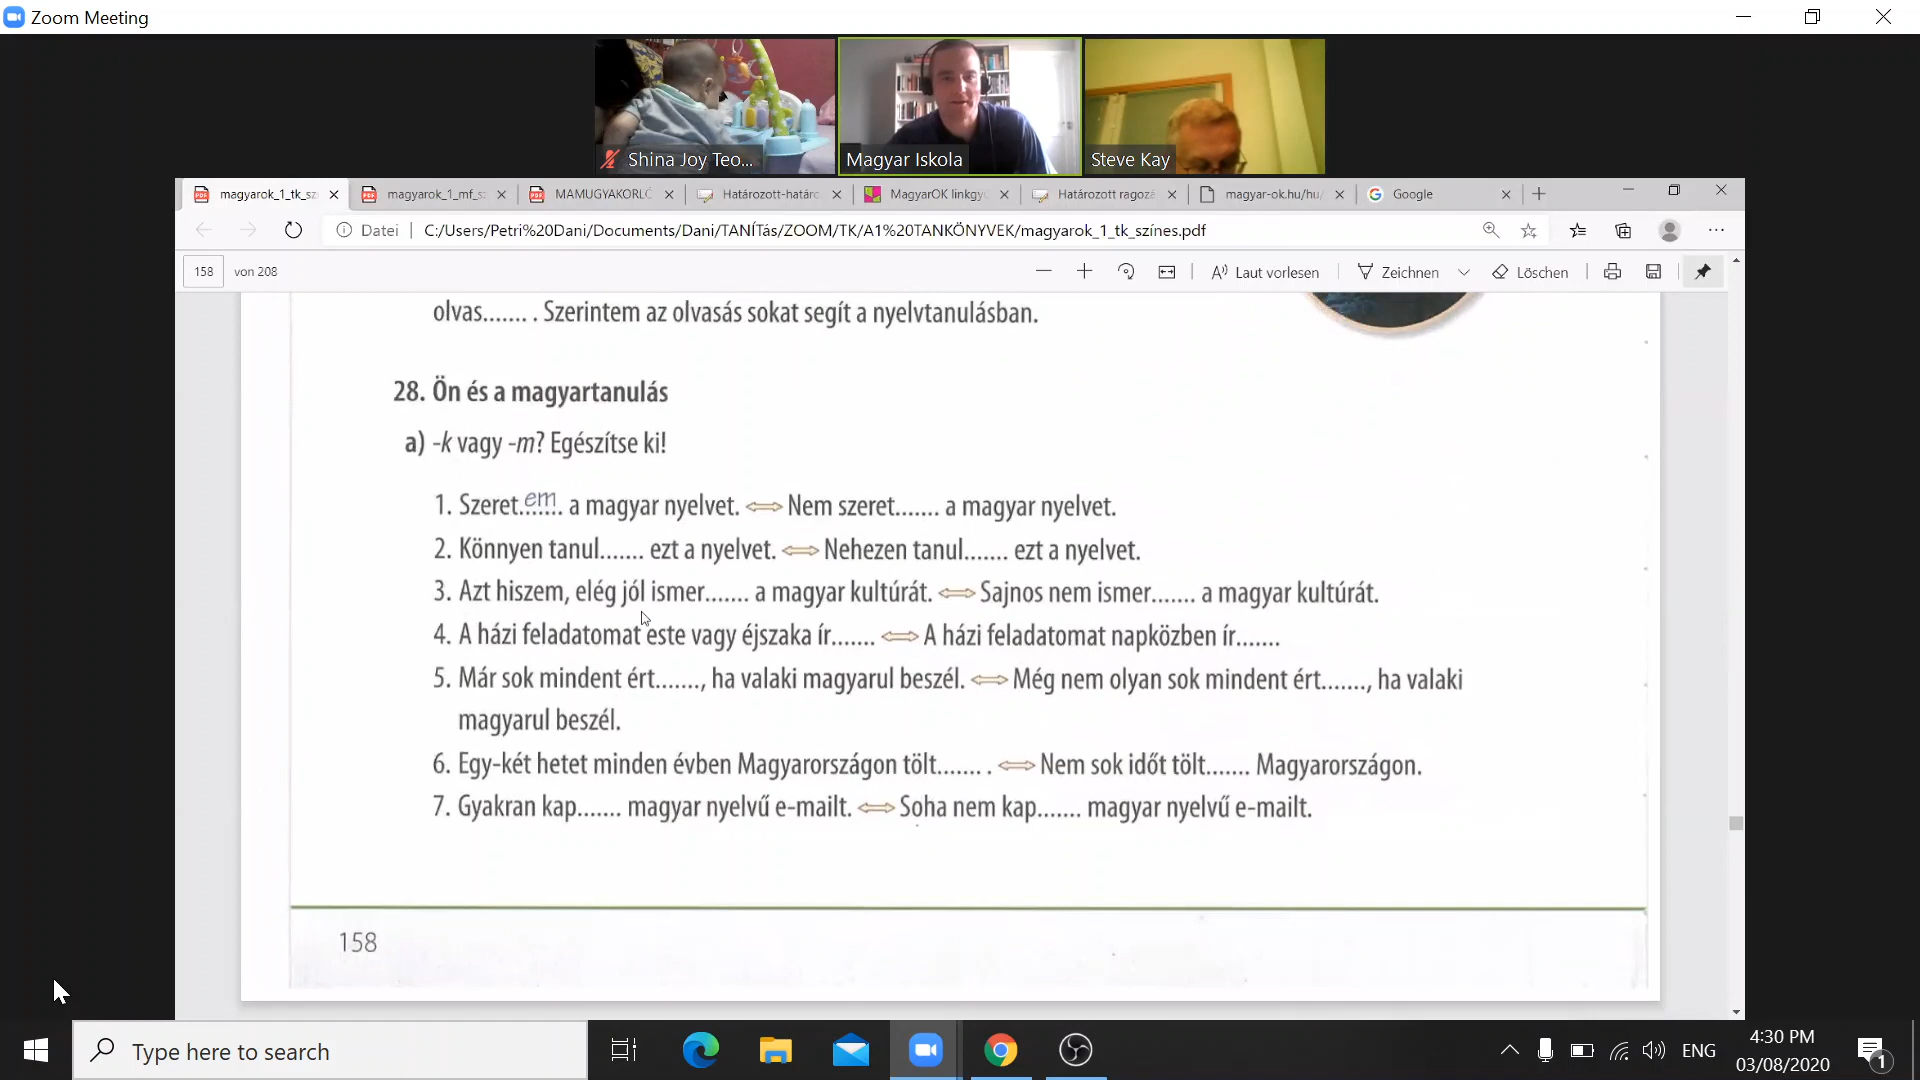 Zoom Meeting
Shina Joy Teo...
Magyar Iskola
Steve Kay
magyarok_1_tk_sz
magyarok_1_mf_s
MAMUGYAKORLÓ
Határozott-határo
MagyarOK linkgy
Határozott ragozá
magyar-ok.hu/hu/
Google
Datei
C:/Users/Petri%20Dani/Documents/Dani/TANÍTás/ZOOM/TK/A1%20TANKÖNYVEK/magyarok_1_tk_színes.pdf
158 von 208
Laut vorlesen
Zeichnen
Löschen
olvas....... . Szerintem az olvasás sokat segít a nyelvtanulásban.
28. Ön és a magyartanulás
a) -k vagy -m? Egészítse ki!
1. Szeret em a magyar nyelvet. ⇔ Nem szeret....... a magyar nyelvet.
2. Könnyen tanul....... ezt a nyelvet. ⇔ Nehezen tanul....... ezt a nyelvet.
3. Azt hiszem, elég jól ismer....... a magyar kultúrát. ⇔ Sajnos nem ismer....... a magyar kultúrát.
4. A házi feladatomat este vagy éjszaka ír....... ⇔ A házi feladatomat napközben ír.......
5. Már sok mindent ért......., ha valaki magyarul beszél. ⇔ Még nem olyan sok mindent ért......., ha valaki
magyarul beszél.
6. Egy-két hetet minden évben Magyarországon tölt....... . ⇔ Nem sok időt tölt....... Magyarországon.
7. Gyakran kap....... magyar nyelvű e-mailt. ⇔ Soha nem kap....... magyar nyelvű e-mailt.
158
Type here to search
ENG
4:30 PM
03/08/2020
1